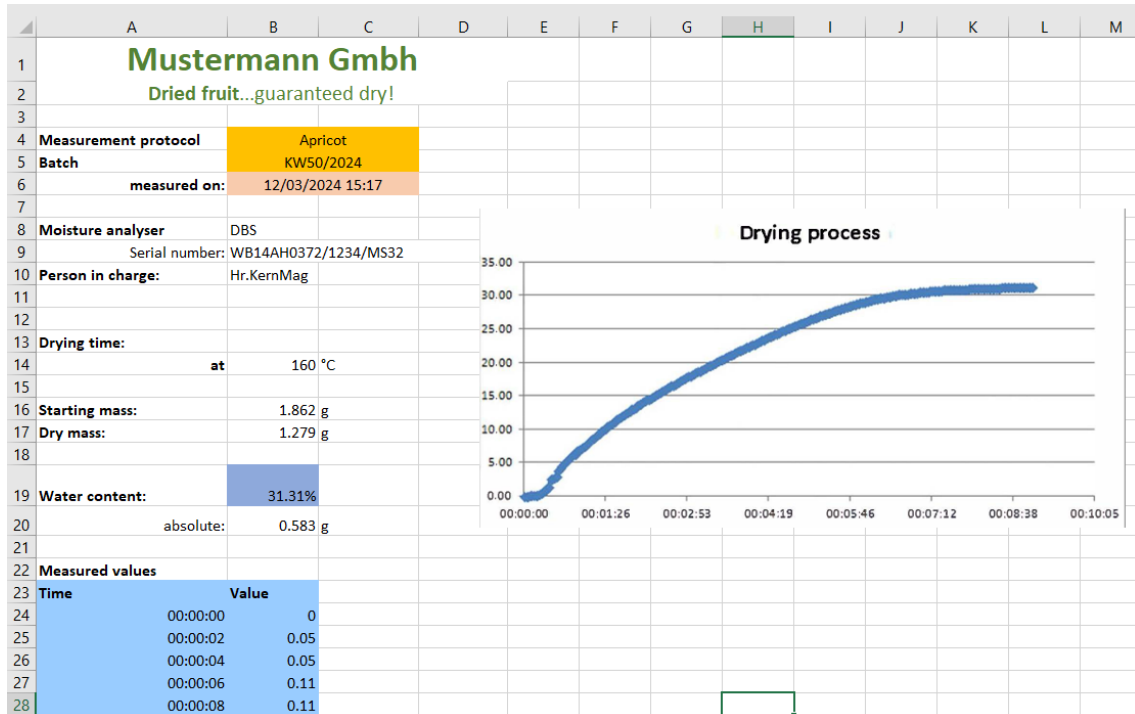 A B C D E F G H I J K L M
1 Mustermann Gmbh
2 Dried fruit...guaranteed dry!
3
4 Measurement protocol Apricot
5 Batch KW50/2024
6 measured on: 12/03/2024 15:17
7
8 Moisture analyser DBS
9 Serial number: WB14AH0372/1234/MS32
10 Person in charge: Hr.KernMag
11
12
13 Drying time:
14 at 160 °C
15
16 Starting mass: 1.862 g
17 Dry mass: 1.279 g
18
19 Water content: 31.31%
20 absolute: 0.583 g
21
22 Measured values
23 Time Value
24 00:00:00 0
25 00:00:02 0.05
26 00:00:04 0.05
27 00:00:06 0.11
28 00:00:08 0.11
Drying process
35.00
30.00
25.00
20.00
15.00
10.00
5.00
0.00
00:00:00 00:01:26 00:02:53 00:04:19 00:05:46 00:07:12 00:08:38 00:10:05